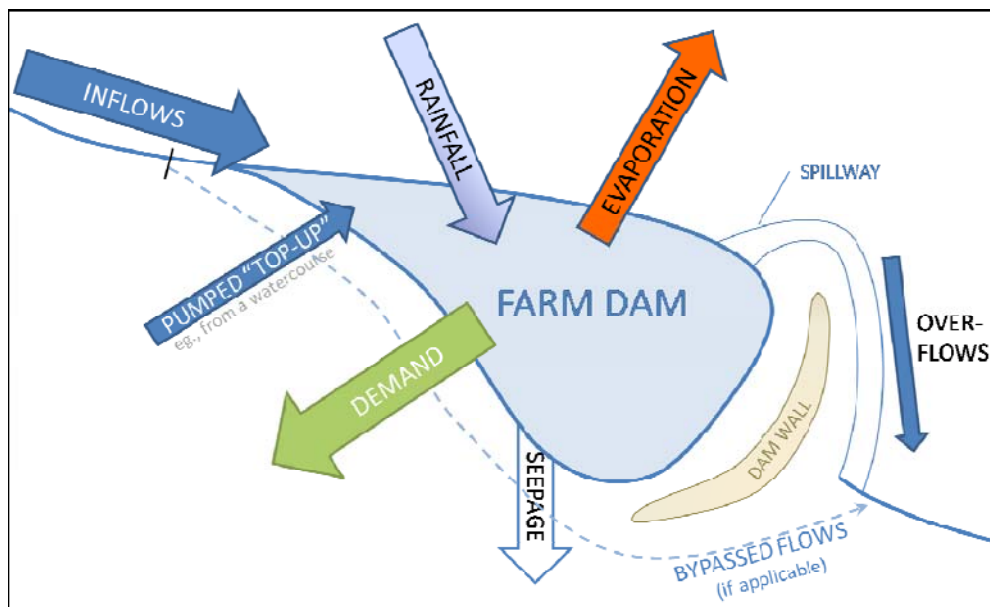 INFLOWS
RAINFALL
EVAPORATION
SPILLWAY
PUMPED “TOP-UP”
eg., from a watercourse
FARM DAM
OVER-
FLOWS
DEMAND
DAM WALL
SEEPAGE
BYPASSED FLOWS
(if applicable)